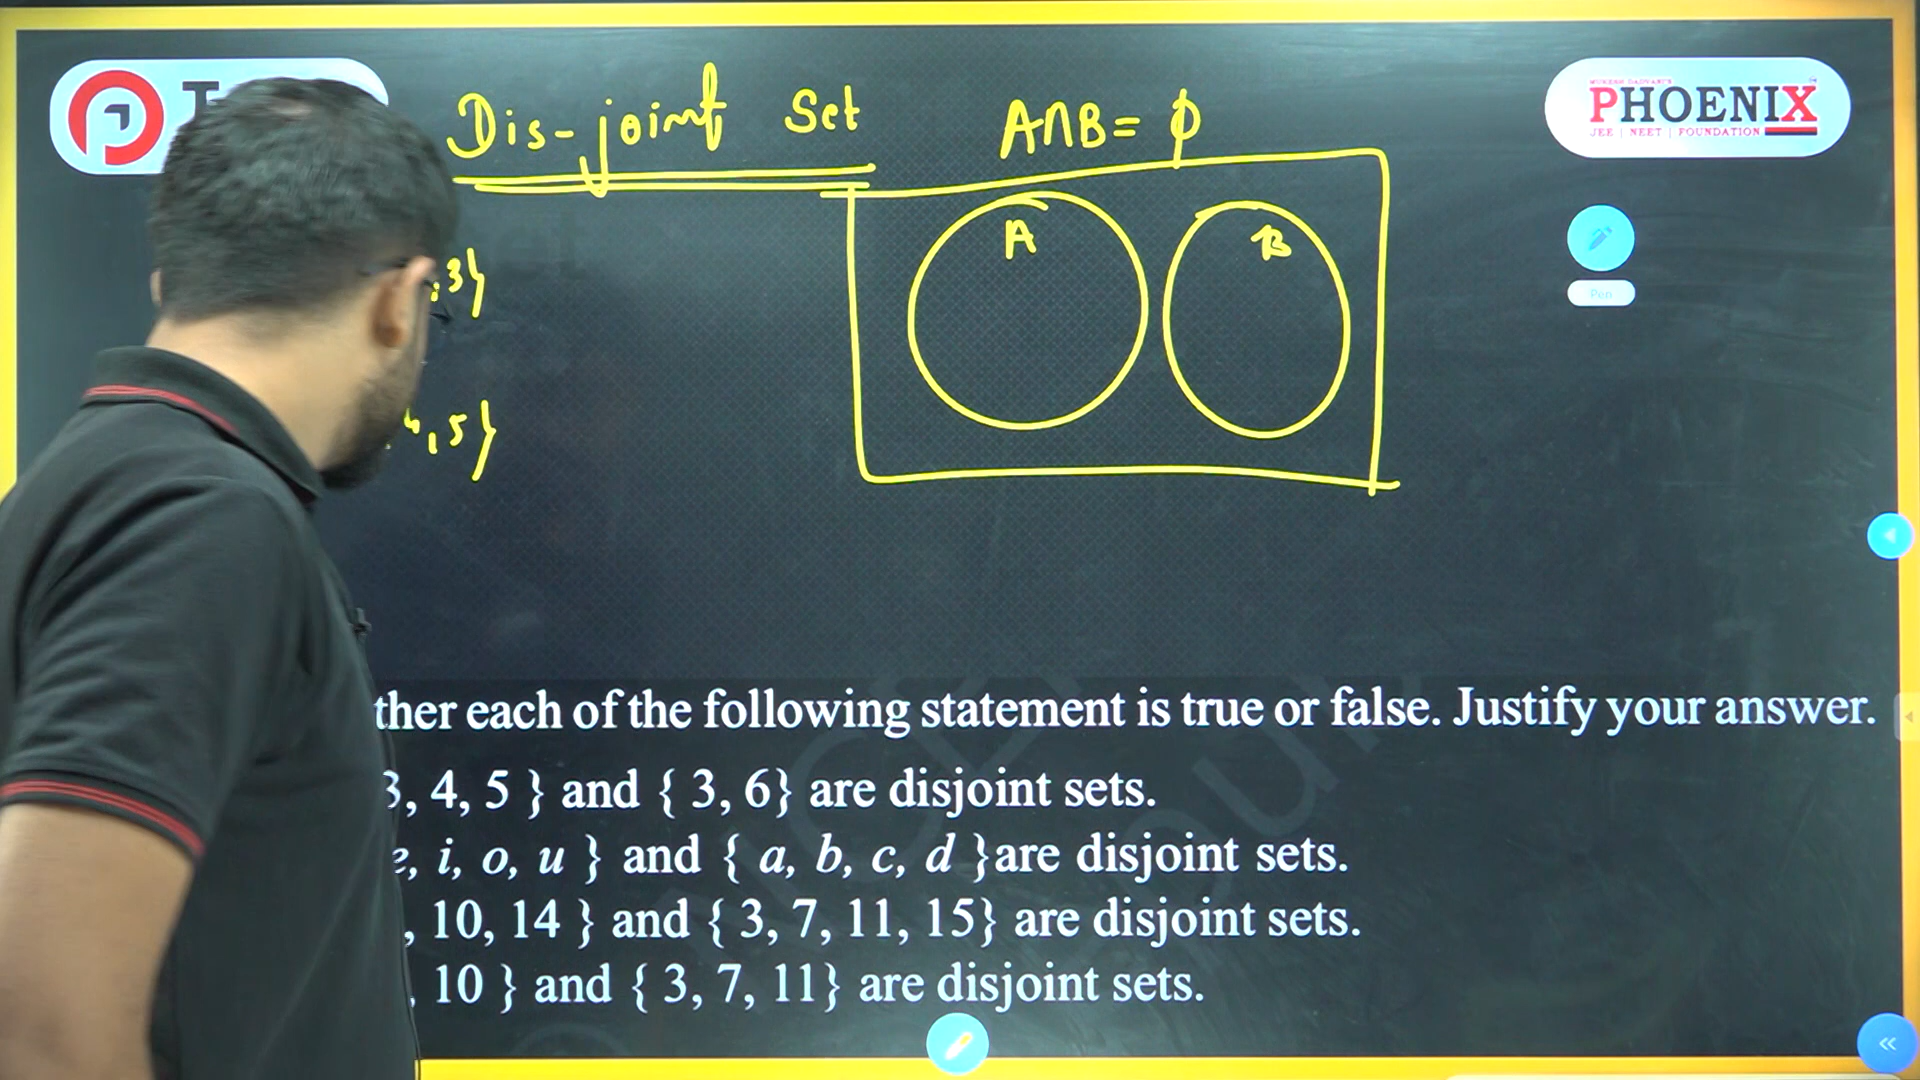 Dis-joint Set A∩B= φ
PHOENIX
JEE | NEET | FOUNDATION
A B
, 3}
4, 5}
Pen
ther each of the following statement is true or false. Justify your answer.
3, 4, 5 } and { 3, 6} are disjoint sets.
e, i, o, u } and { a, b, c, d }are disjoint sets.
, 10, 14 } and { 3, 7, 11, 15} are disjoint sets.
, 10 } and { 3, 7, 11} are disjoint sets.